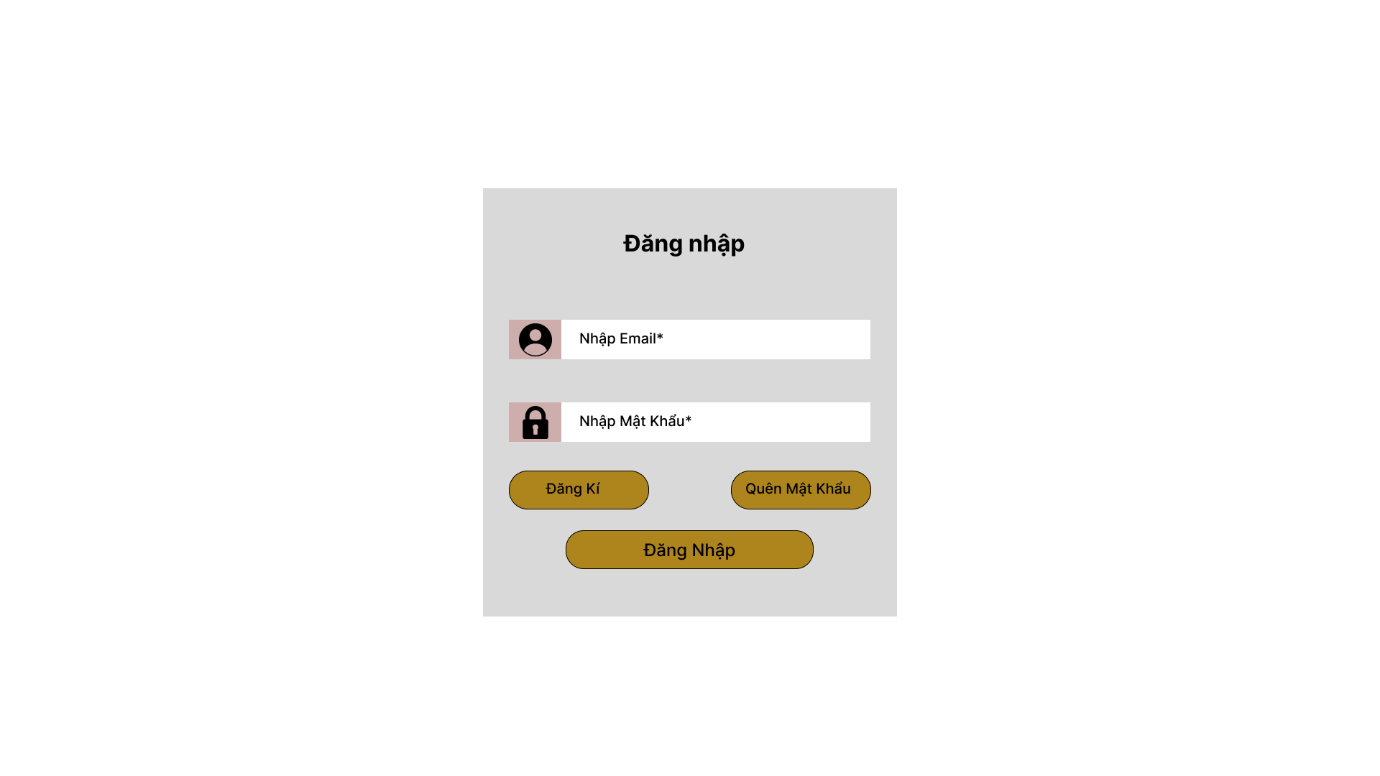 Đăng nhập
Nhập Email*
Nhập Mật Khẩu*
Đăng Kí
Quên Mật Khẩu
Đăng Nhập